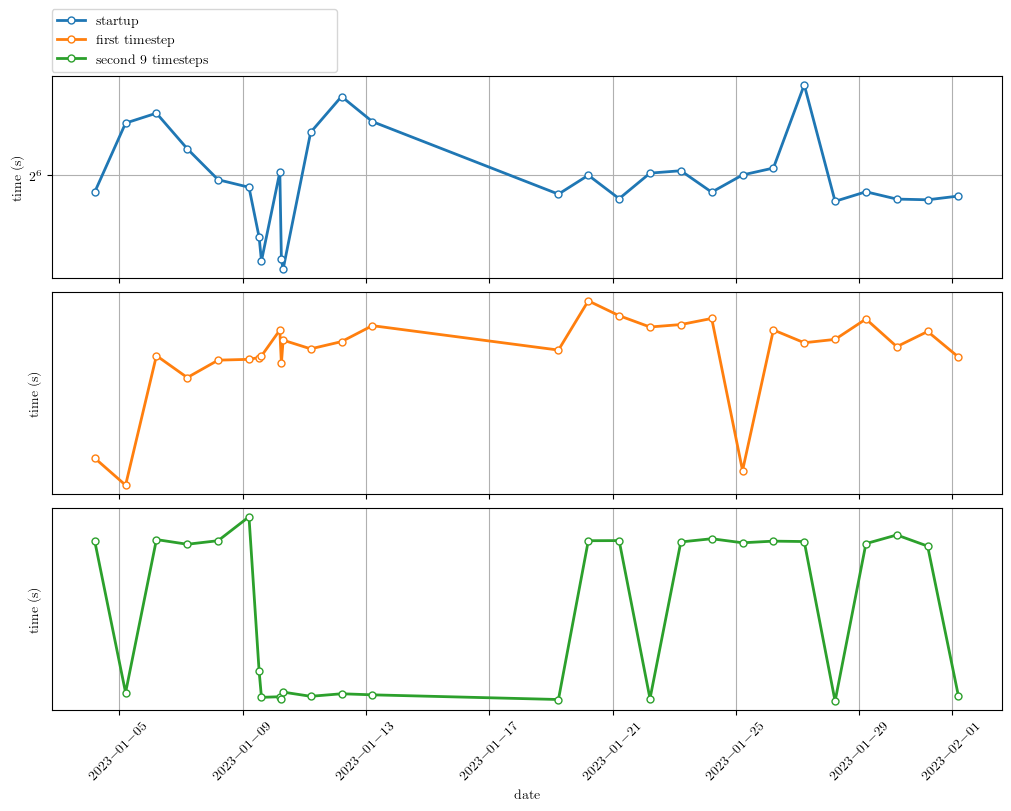 startup
first timestep
second 9 timesteps
time (s)
2⁶
time (s)
time (s)
2023−01−05
2023−01−09
2023−01−13
2023−01−17
2023−01−21
2023−01−25
2023−01−29
2023−02−01
date